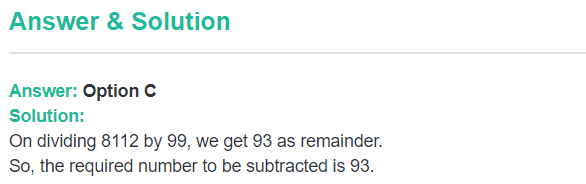 Answer & Solution
Answer: Option C
Solution:
On dividing 8112 by 99, we get 93 as remainder.
So, the required number to be subtracted is 93.